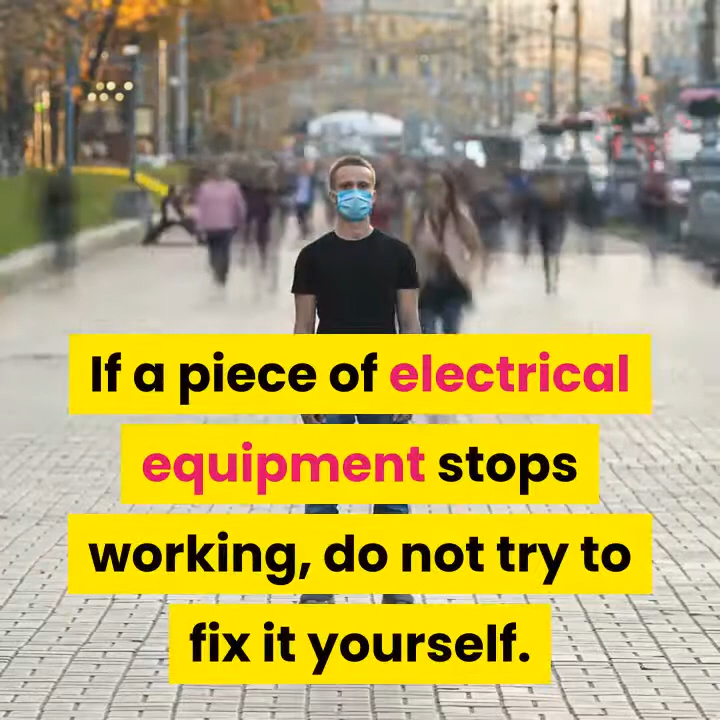 If a piece of electrical
equipment stops
working, do not try to
fix it yourself.